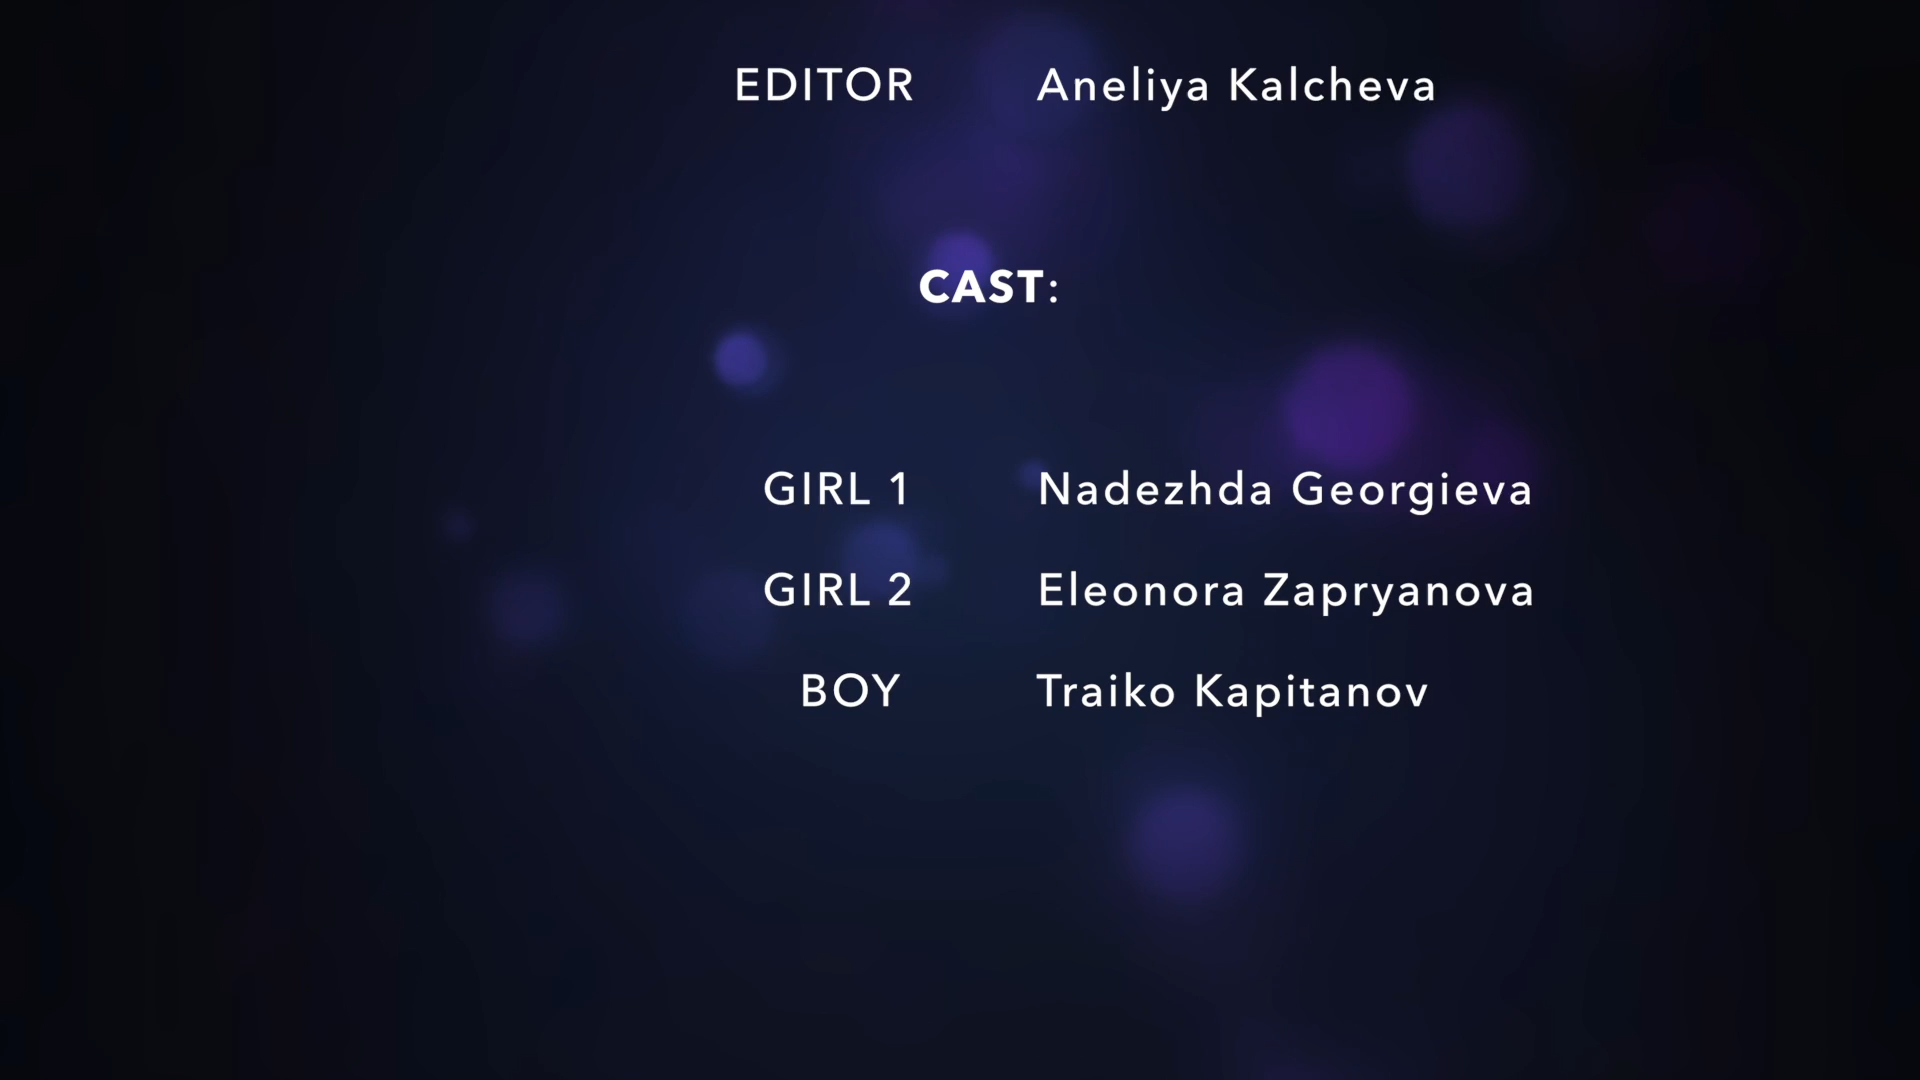 EDITOR Aneliya Kalcheva
CAST:
GIRL 1 Nadezhda Georgieva
GIRL 2 Eleonora Zapryanova
BOY Traiko Kapitanov